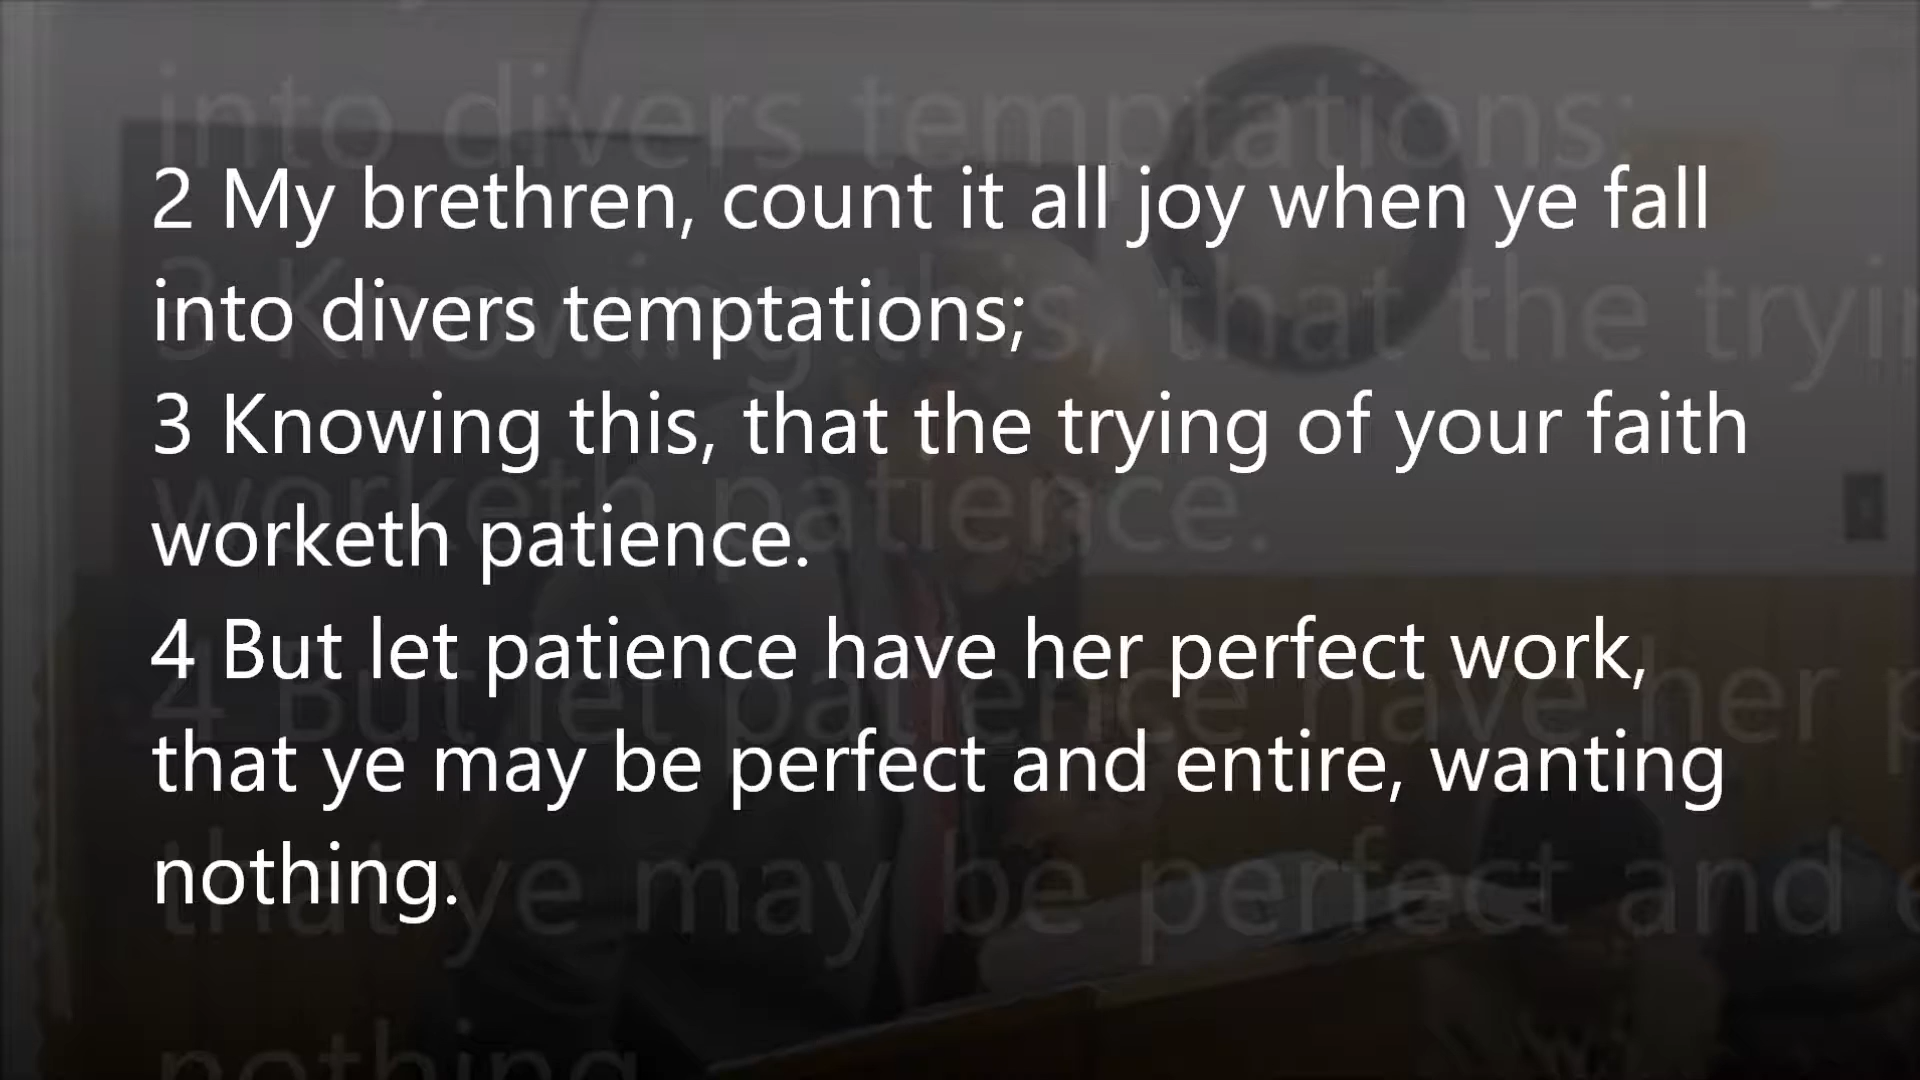 2 My brethren, count it all joy when ye fall
into divers temptations;
3 Knowing this, that the trying of your faith
worketh patience.
4 But let patience have her perfect work,
that ye may be perfect and entire, wanting
nothing.